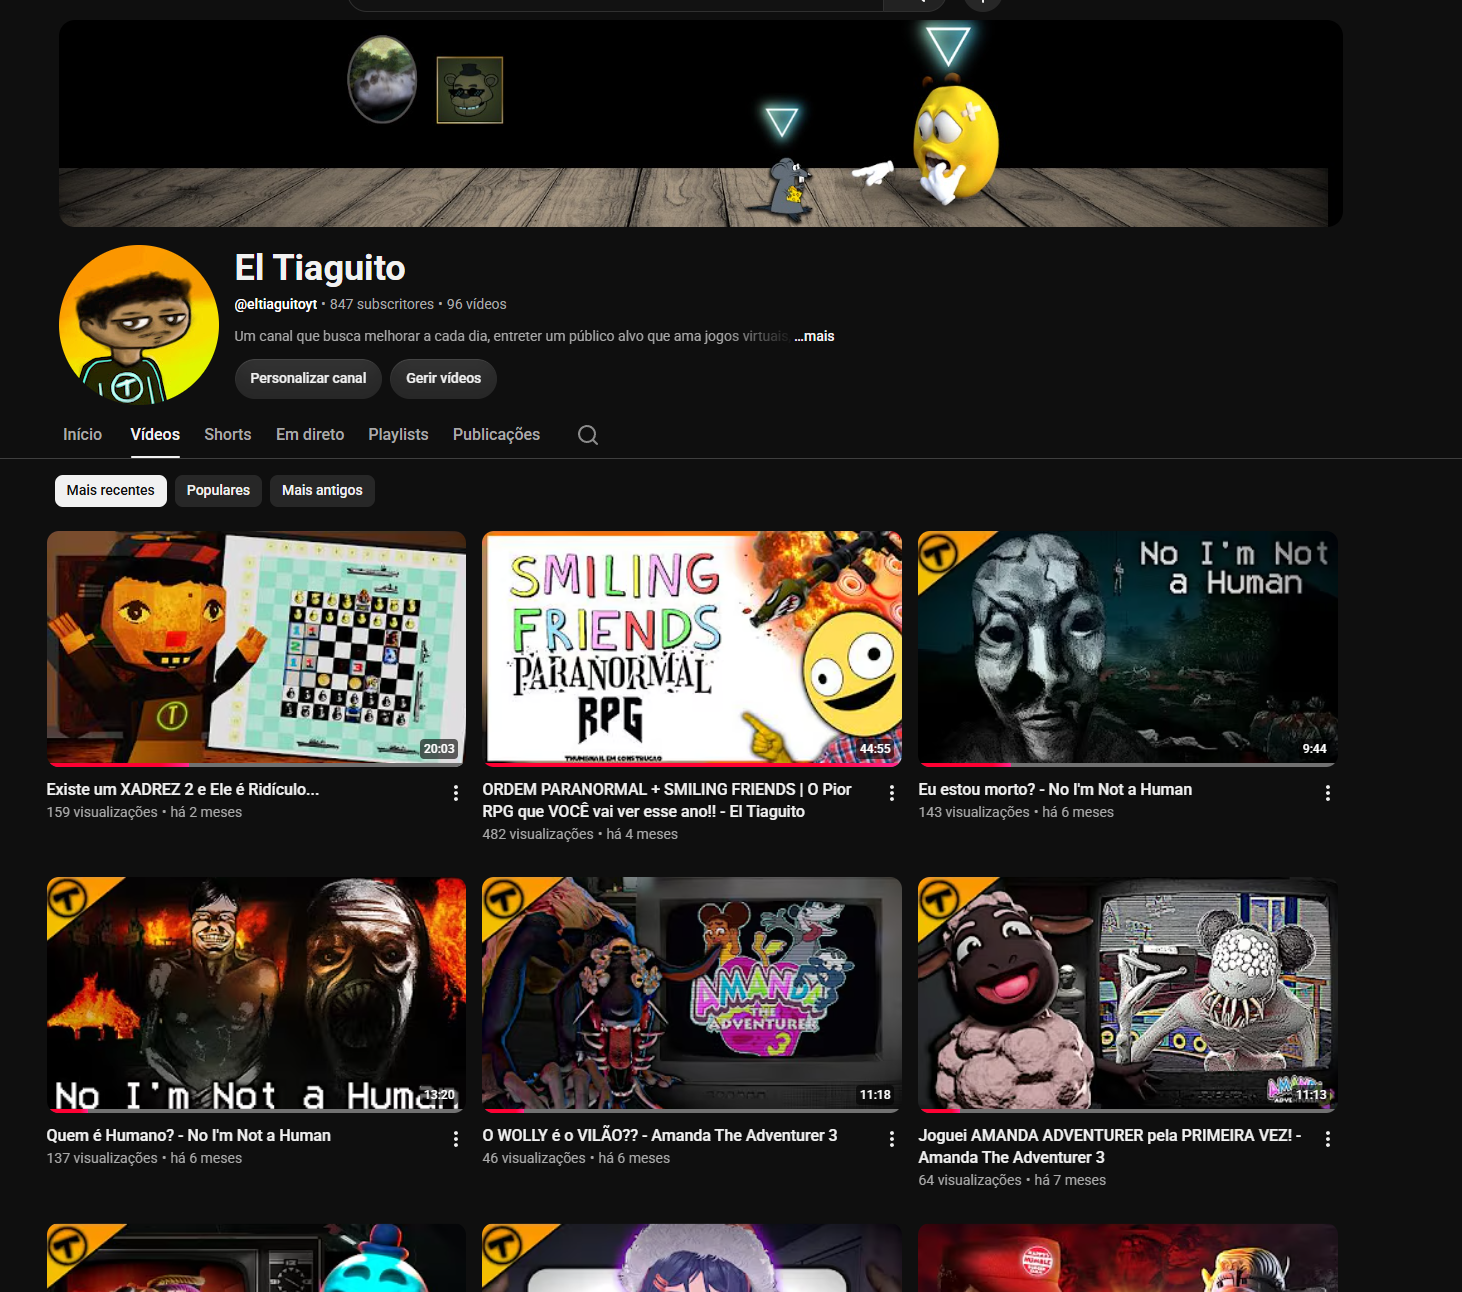 El Tiaguito
@eltiaguitoyt • 847 subscritores • 96 vídeos
Um canal que busca melhorar a cada dia, entreter um público alvo que ama jogos virtuais ...mais
Personalizar canal Gerir vídeos
Início Vídeos Shorts Em direto Playlists Publicações
Mais recentes Populares Mais antigos
SMILING
FRIENDS
PARANORMAL
RPG
THUMBNAIL EM CONSTRUÇÃO
No I'm Not
a Human
20:03
44:55
9:44
Existe um XADREZ 2 e Ele é Ridículo...
159 visualizações • há 2 meses
ORDEM PARANORMAL + SMILING FRIENDS | O Pior
RPG que VOCÊ vai ver esse ano!! - El Tiaguito
482 visualizações • há 4 meses
Eu estou morto? - No I'm Not a Human
143 visualizações • há 6 meses
No I'm Not a Human
13:20
AMANDA
THE
ADVENTURER
3
11:18
AMANDA
11:13
Quem é Humano? - No I'm Not a Human
137 visualizações • há 6 meses
O WOLLY é o VILÃO?? - Amanda The Adventurer 3
46 visualizações • há 6 meses
Joguei AMANDA ADVENTURER pela PRIMEIRA VEZ! -
Amanda The Adventurer 3
64 visualizações • há 7 meses